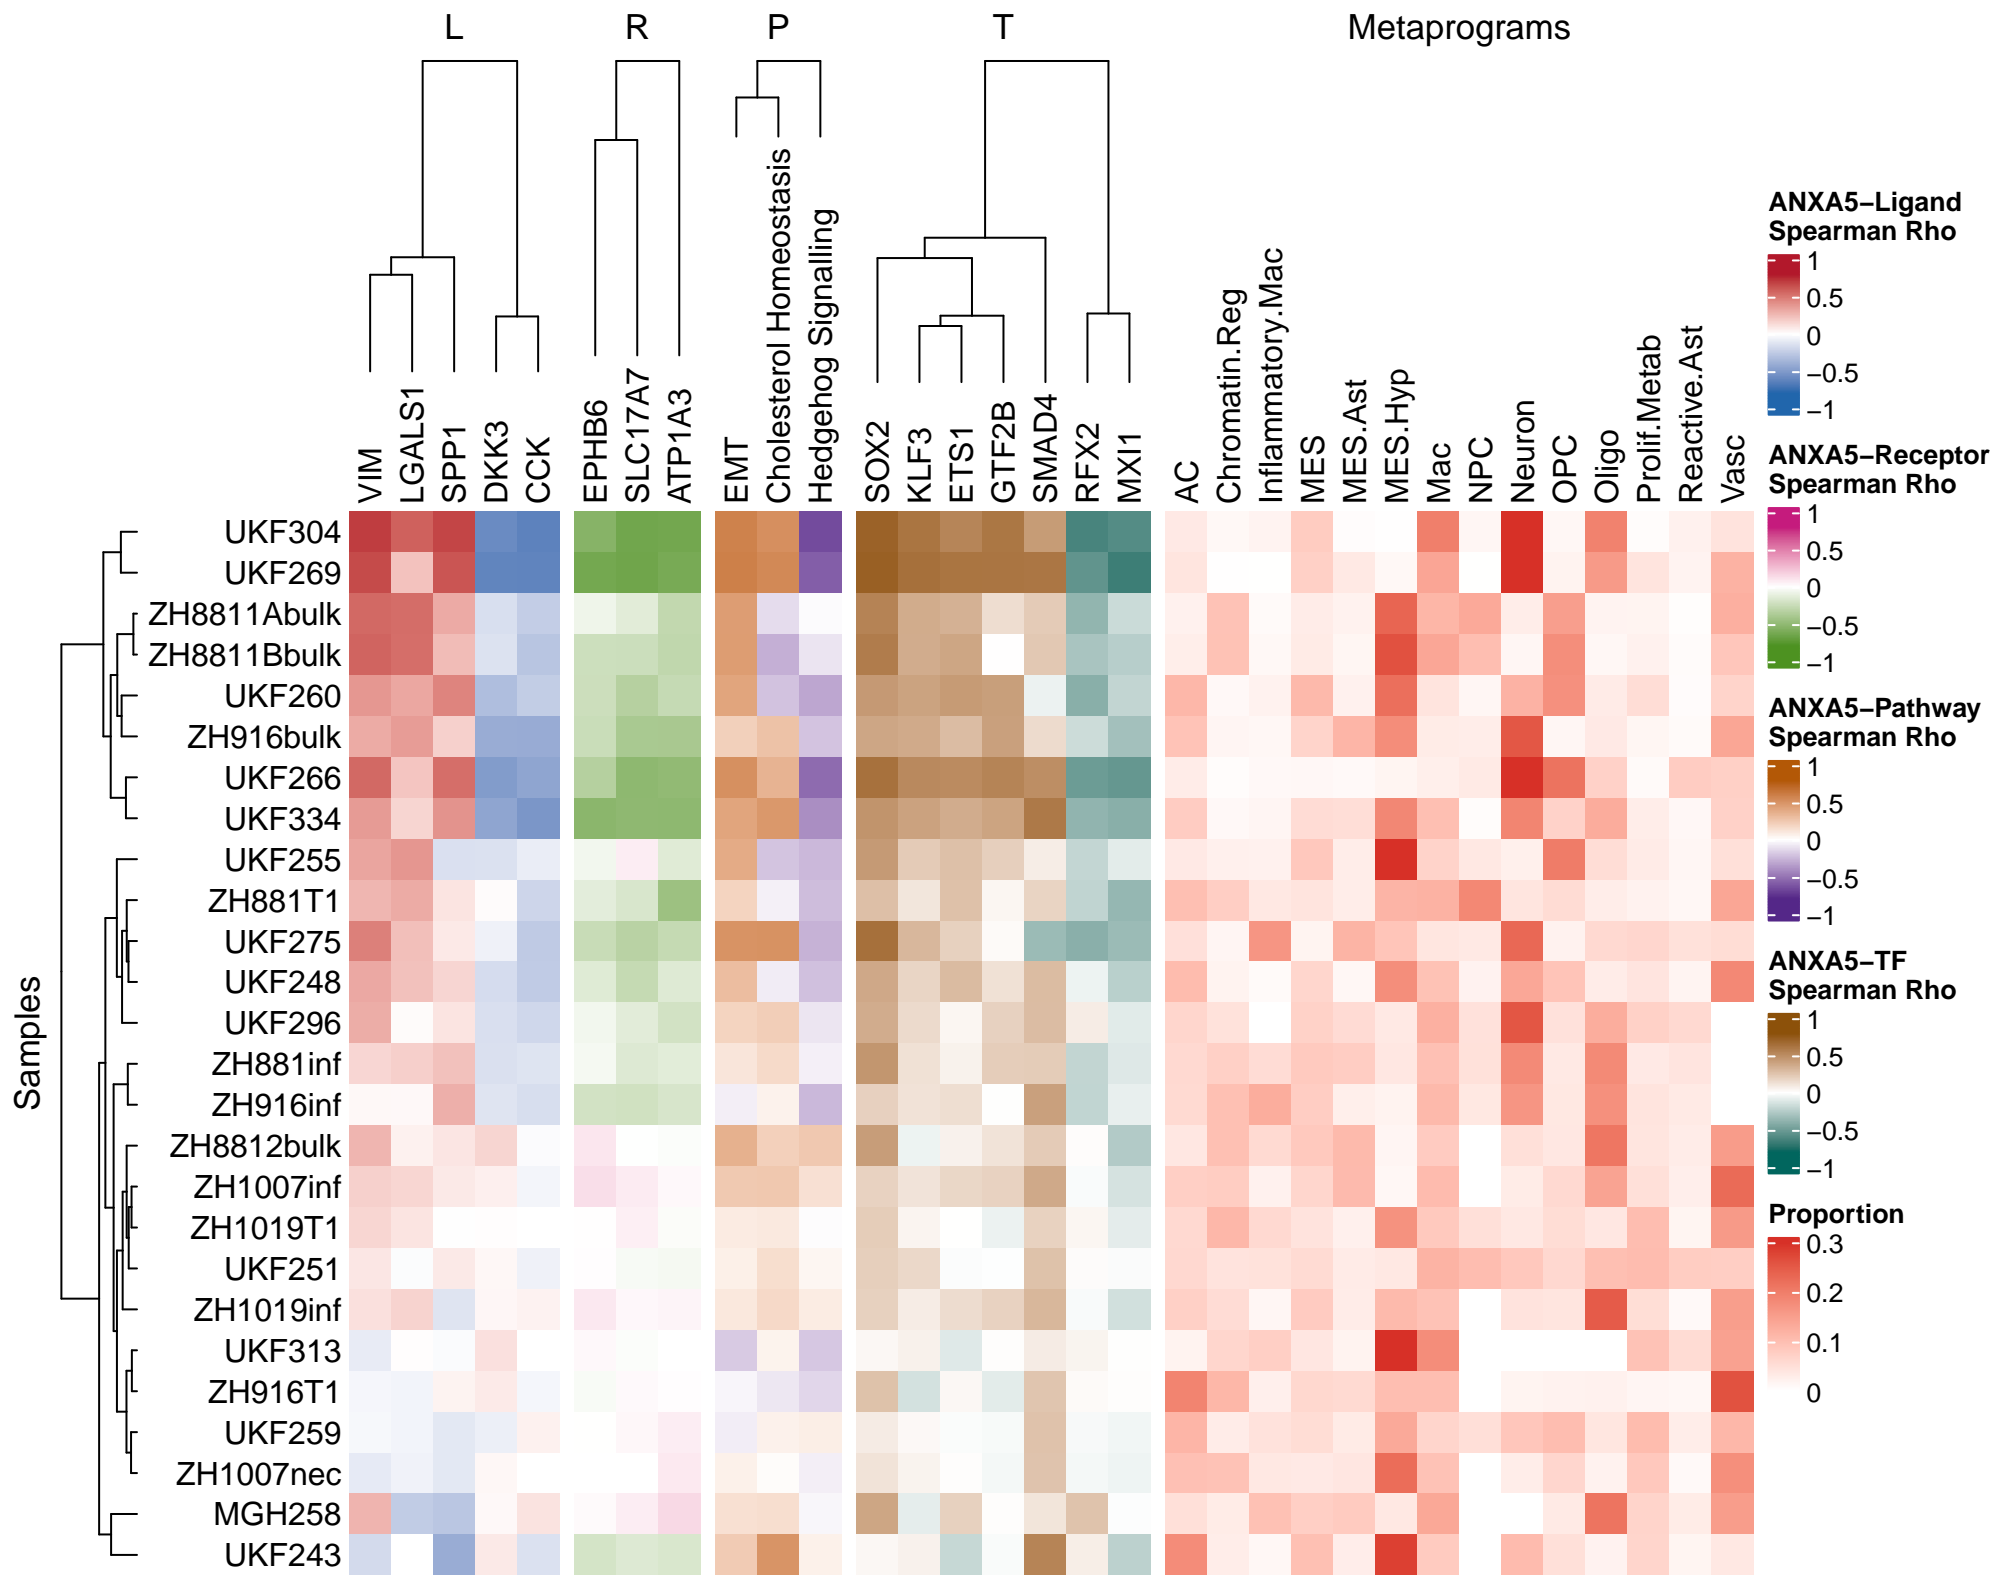 L R P T Metaprograms
VIM
LGALS1
SPP1
DKK3
CCK
EPHB6
SLC17A7
ATP1A3
EMT
Cholesterol Homeostasis
Hedgehog Signalling
SOX2
KLF3
ETS1
GTF2B
SMAD4
RFX2
MXI1
AC
Chromatin.Reg
Inflammatory.Mac
MES
MES.Ast
MES.Hyp
Mac
NPC
Neuron
OPC
Oligo
Prolif.Metab
Reactive.Ast
Vasc
Samples
UKF304
UKF269
ZH8811Abulk
ZH8811Bbulk
UKF260
ZH916bulk
UKF266
UKF334
UKF255
ZH881T1
UKF275
UKF248
UKF296
ZH881inf
ZH916inf
ZH8812bulk
ZH1007inf
ZH1019T1
UKF251
ZH1019inf
UKF313
ZH916T1
UKF259
ZH1007nec
MGH258
UKF243
ANXA5−Ligand
Spearman Rho
1
0.5
0
−0.5
−1
ANXA5−Receptor
Spearman Rho
1
0.5
0
−0.5
−1
ANXA5−Pathway
Spearman Rho
1
0.5
0
−0.5
−1
ANXA5−TF
Spearman Rho
1
0.5
0
−0.5
−1
Proportion
0.3
0.2
0.1
0